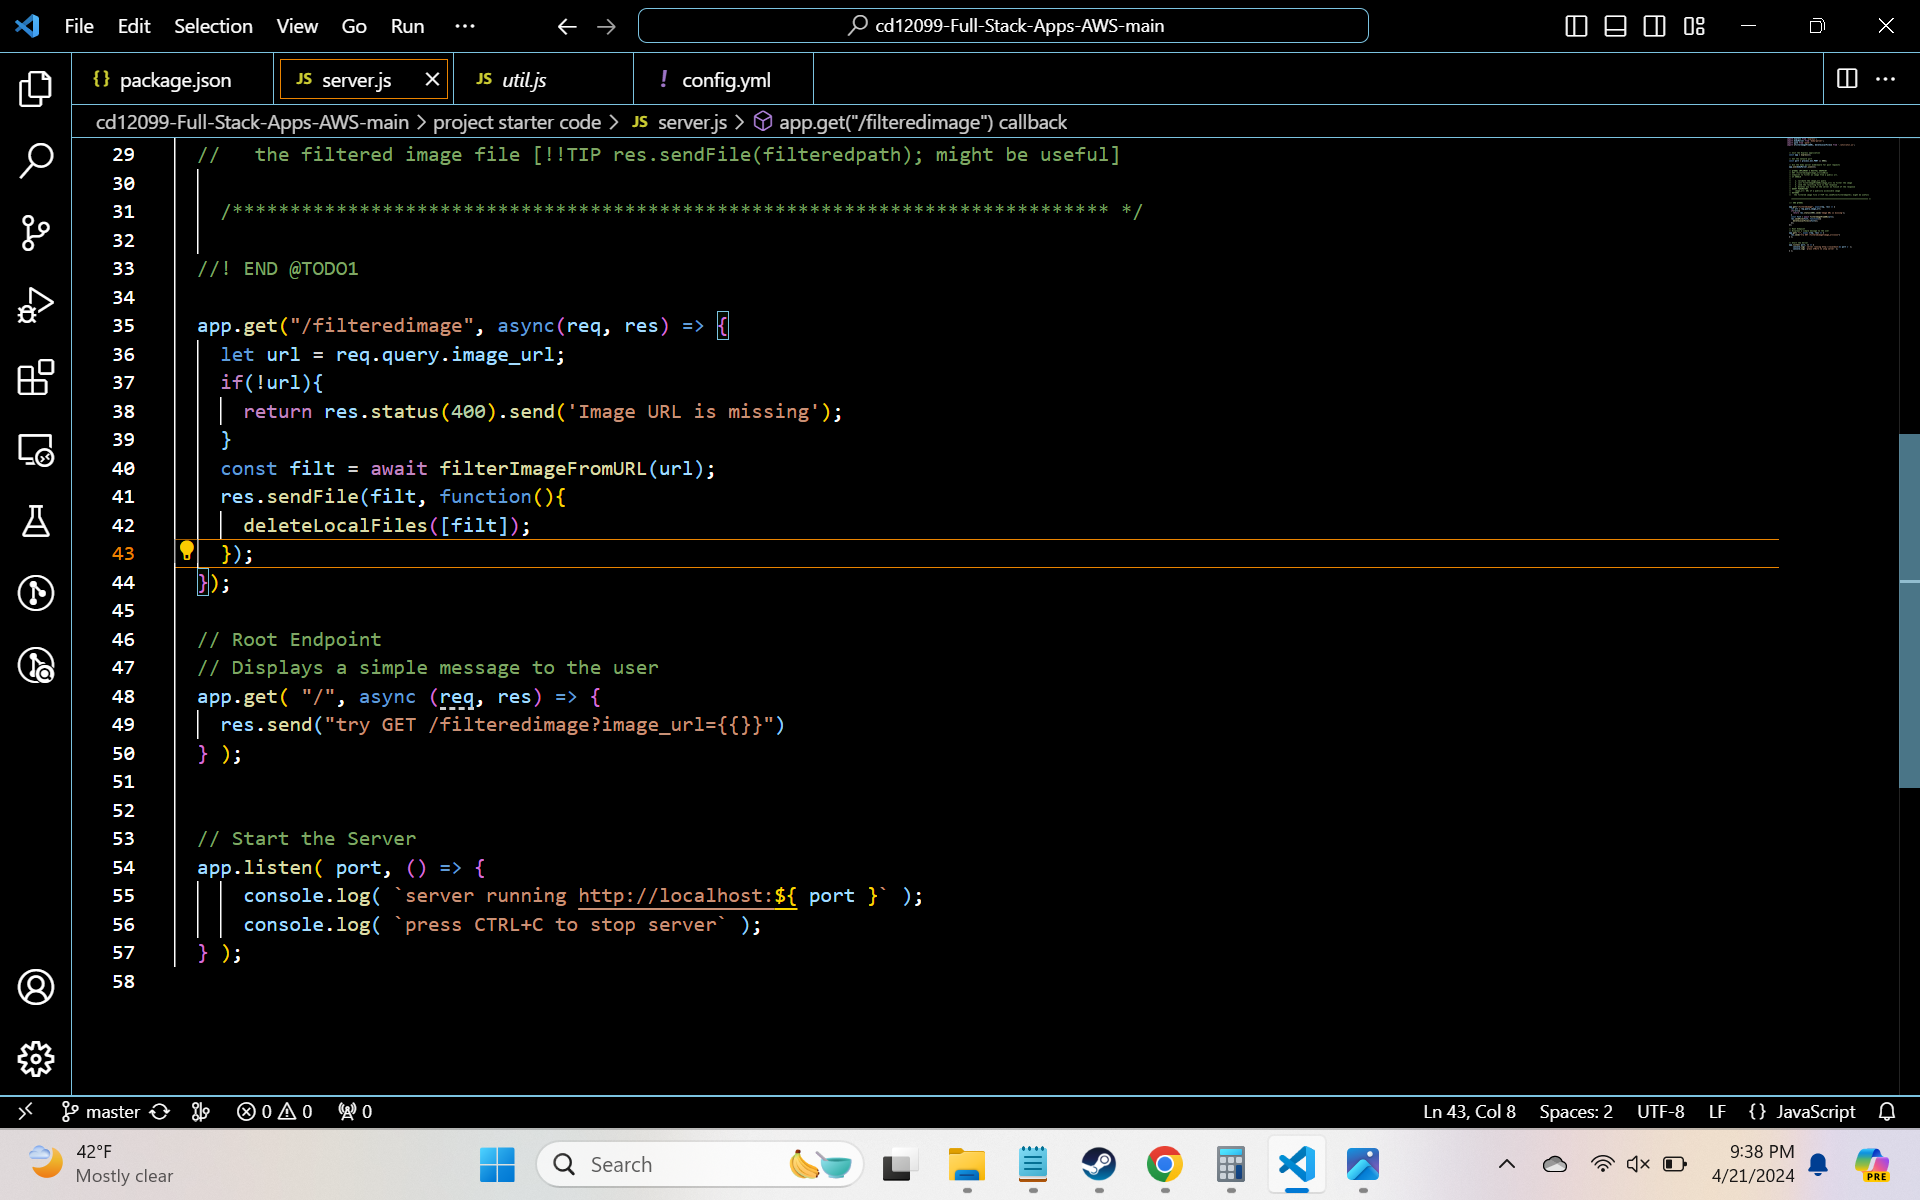 File Edit Selection View Go Run ··· cd12099-Full-Stack-Apps-AWS-main
{} package.json JS server.js JS util.js ! config.yml
cd12099-Full-Stack-Apps-AWS-main > project starter code > JS server.js > app.get("/filteredimage") callback
29 //   the filtered image file [!!TIP res.sendFile(filteredpath); might be useful]
30
31   /**************************************************************************** */
32
33 //! END @TODO1
34
35 app.get("/filteredimage", async(req, res) => {
36   let url = req.query.image_url;
37   if(!url){
38     return res.status(400).send('Image URL is missing');
39   }
40   const filt = await filterImageFromURL(url);
41   res.sendFile(filt, function(){
42     deleteLocalFiles([filt]);
43   });
44 });
45
46 // Root Endpoint
47 // Displays a simple message to the user
48 app.get( "/", async (req, res) => {
49   res.send("try GET /filteredimage?image_url={{}}")
50 } );
51
52
53 // Start the Server
54 app.listen( port, () => {
55     console.log( `server running http://localhost:${ port }` );
56     console.log( `press CTRL+C to stop server` );
57 } );
58
master 0 0 0 Ln 43, Col 8 Spaces: 2 UTF-8 LF {} JavaScript
42°F
Mostly clear
Search
9:38 PM
4/21/2024
PRE